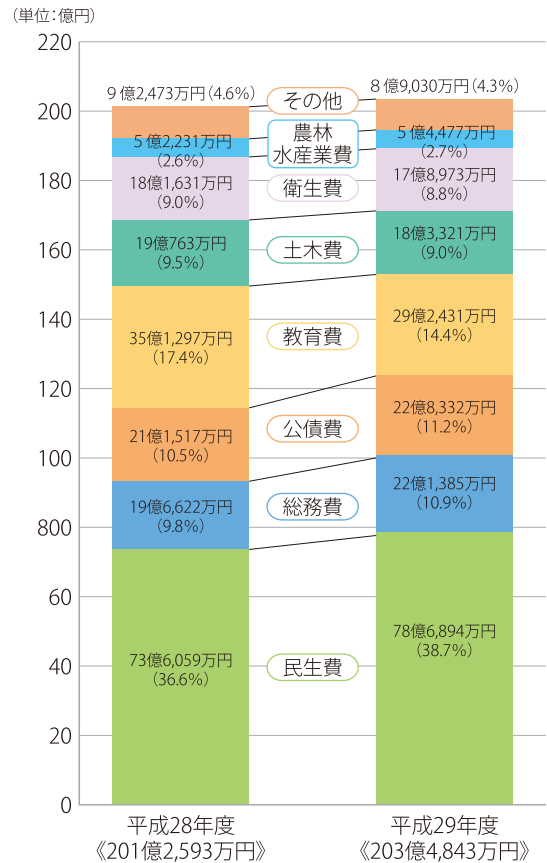 （単位：億円）
220
200
180
160
140
120
100
800
60
40
20
0
9 億2,473万円（4.6%）
5 億2,231万円
（2.6%）
18億1,631万円
（9.0%）
19億763万円
（9.5%）
35億1,297万円
（17.4%）
21億1,517万円
（10.5%）
19億6,622万円
（9.8%）
73億6,059万円
（36.6%）
その他
農林
水産業費
衛生費
土木費
教育費
公債費
総務費
民生費
8 億9,030万円（4.3%）
5 億4,477万円
（2.7%）
17億8,973万円
（8.8%）
18億3,321万円
（9.0%）
29億2,431万円
（14.4%）
22億8,332万円
（11.2%）
22億1,385万円
（10.9%）
78億6,894万円
（38.7%）
平成28年度
《201億2,593万円》
平成29年度
《203億4,843万円》